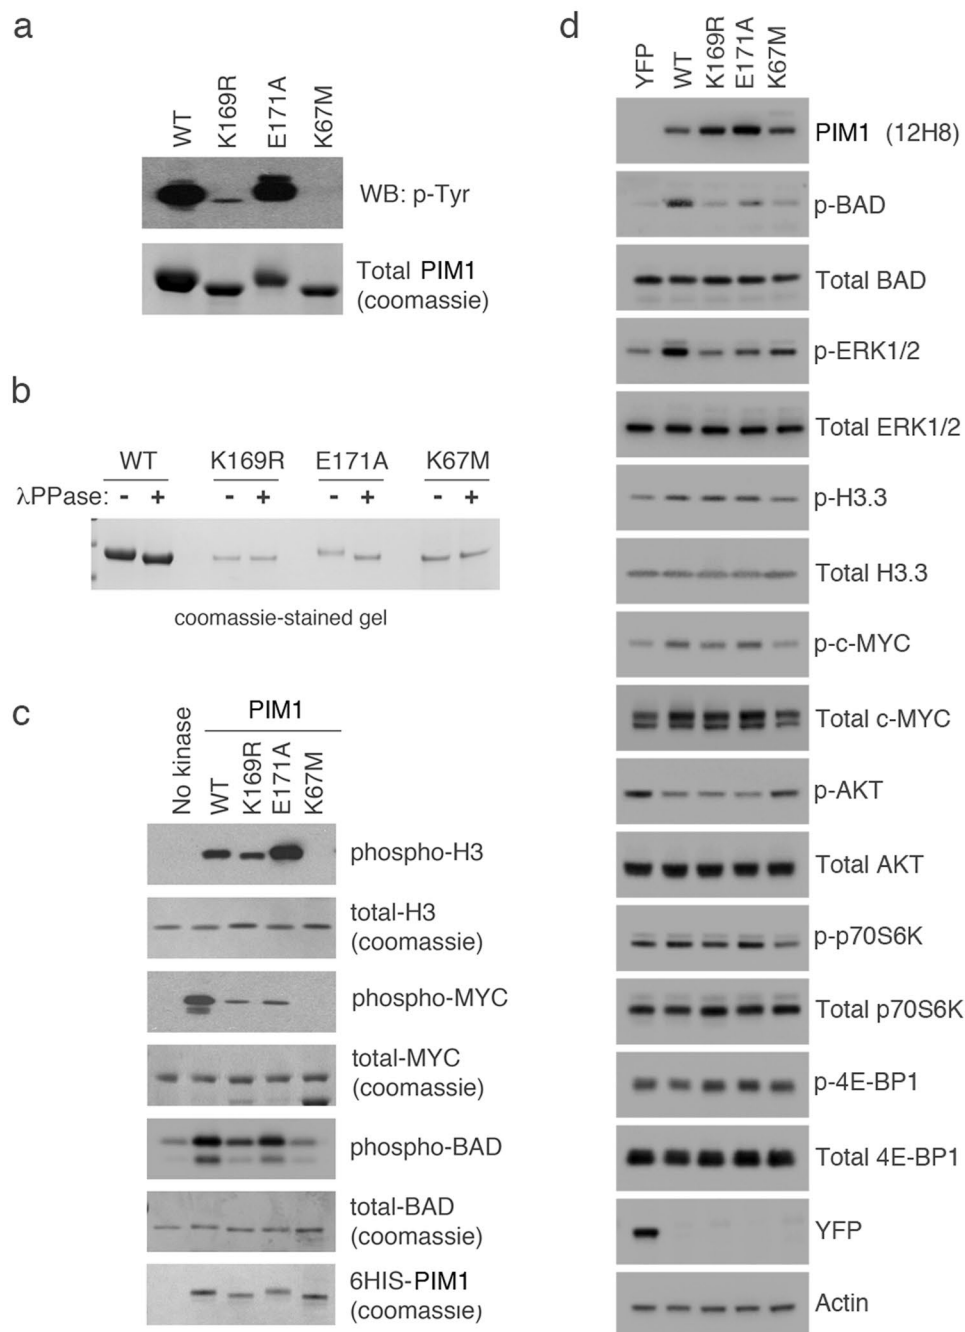 a
WT
K169R
E171A
K67M
WB: p-Tyr
Total PIM1
(coomassie)
b
WT
K169R
E171A
K67M
λPPase:
-
+
-
+
-
+
-
+
coomassie-stained gel
c
No kinase
PIM1
WT
K169R
E171A
K67M
phospho-H3
total-H3
(coomassie)
phospho-MYC
total-MYC
(coomassie)
phospho-BAD
total-BAD
(coomassie)
6HIS-PIM1
(coomassie)
d
YFP
WT
K169R
E171A
K67M
PIM1 (12H8)
p-BAD
Total BAD
p-ERK1/2
Total ERK1/2
p-H3.3
Total H3.3
p-c-MYC
Total c-MYC
p-AKT
Total AKT
p-p70S6K
Total p70S6K
p-4E-BP1
Total 4E-BP1
YFP
Actin